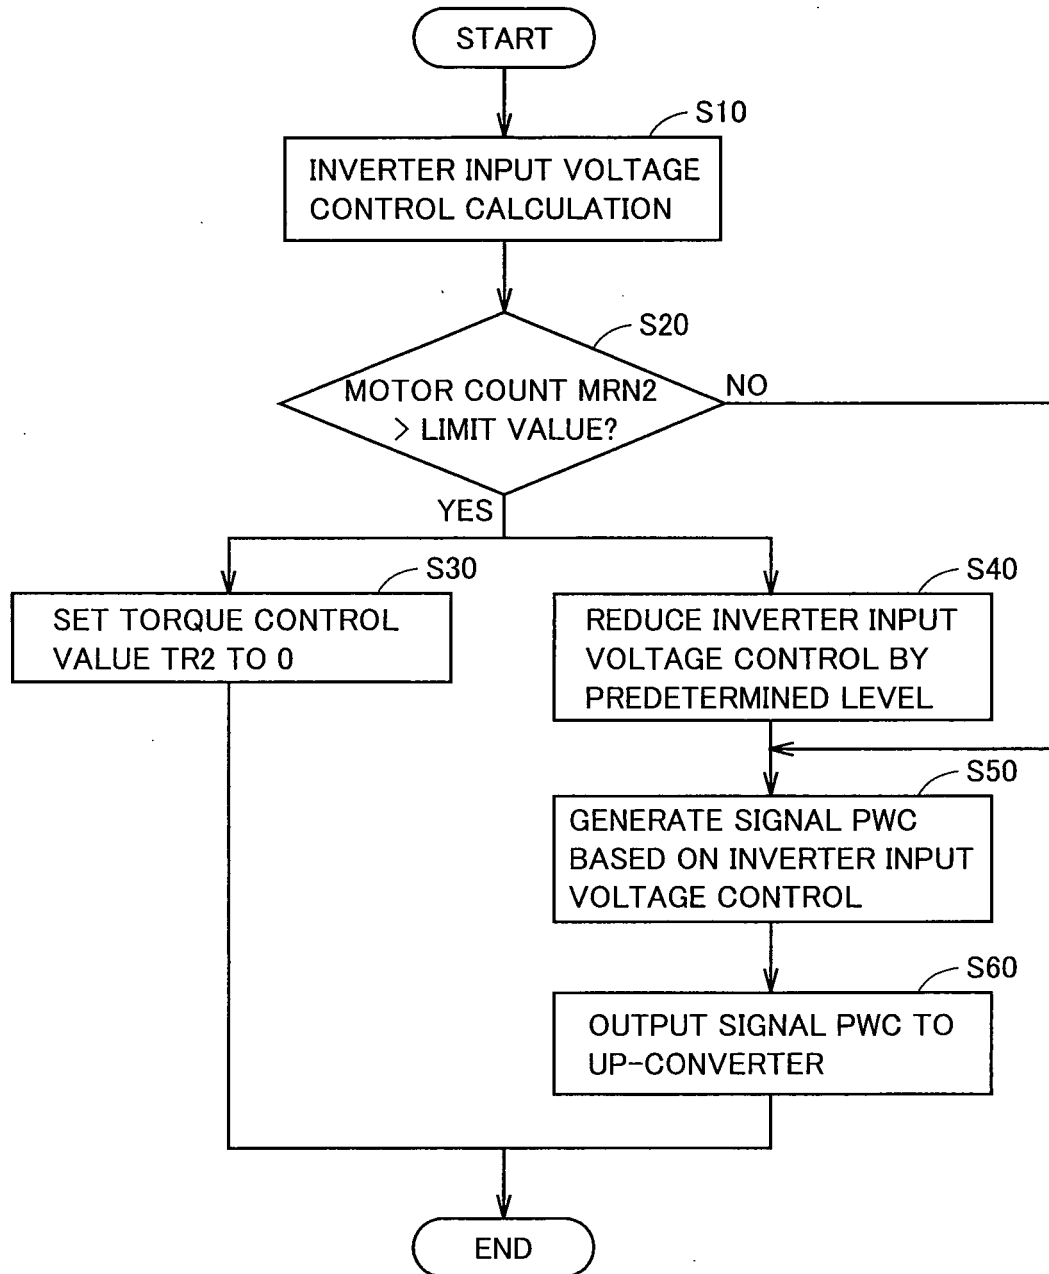 START
S10
INVERTER INPUT VOLTAGE
CONTROL CALCULATION
S20
MOTOR COUNT MRN2
> LIMIT VALUE?
NO
YES
S30
SET TORQUE CONTROL
VALUE TR2 TO 0
S40
REDUCE INVERTER INPUT
VOLTAGE CONTROL BY
PREDETERMINED LEVEL
S50
GENERATE SIGNAL PWC
BASED ON INVERTER INPUT
VOLTAGE CONTROL
S60
OUTPUT SIGNAL PWC TO
UP-CONVERTER
END